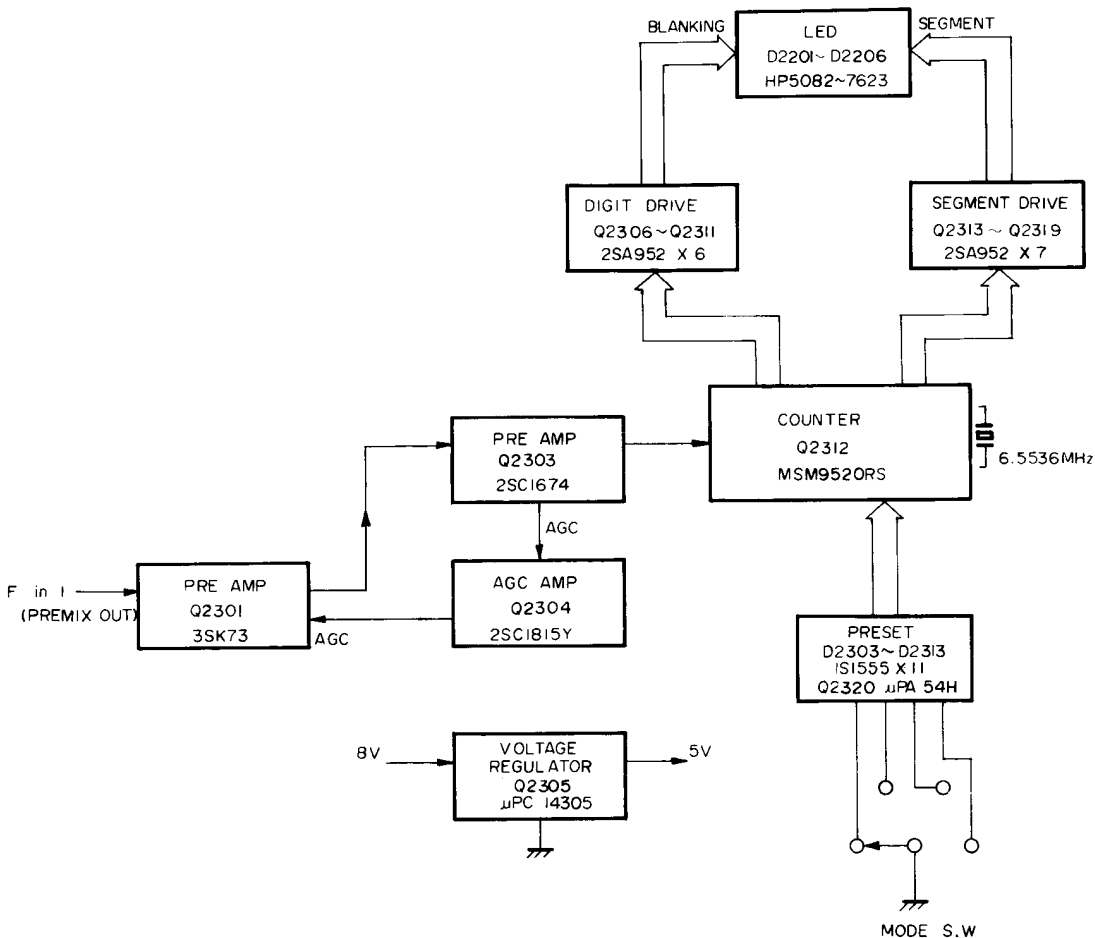 BLANKING
LED
D2201~D2206
HP5082~7623
SEGMENT
DIGIT DRIVE
Q2306~Q2311
2SA952 X 6
SEGMENT DRIVE
Q2313~Q2319
2SA952 X 7
PRE AMP
Q2303
2SC1674
COUNTER
Q2312
MSM9520RS
6.5536MHz
AGC
F in 1
(PREMIX OUT)
PRE AMP
Q2301
3SK73
AGC
AGC AMP
Q2304
2SC1815Y
PRESET
D2303~D2313
1S1555 X 11
Q2320 μPA 54H
8V
VOLTAGE
REGULATOR
Q2305
μPC 14305
5V
MODE S.W